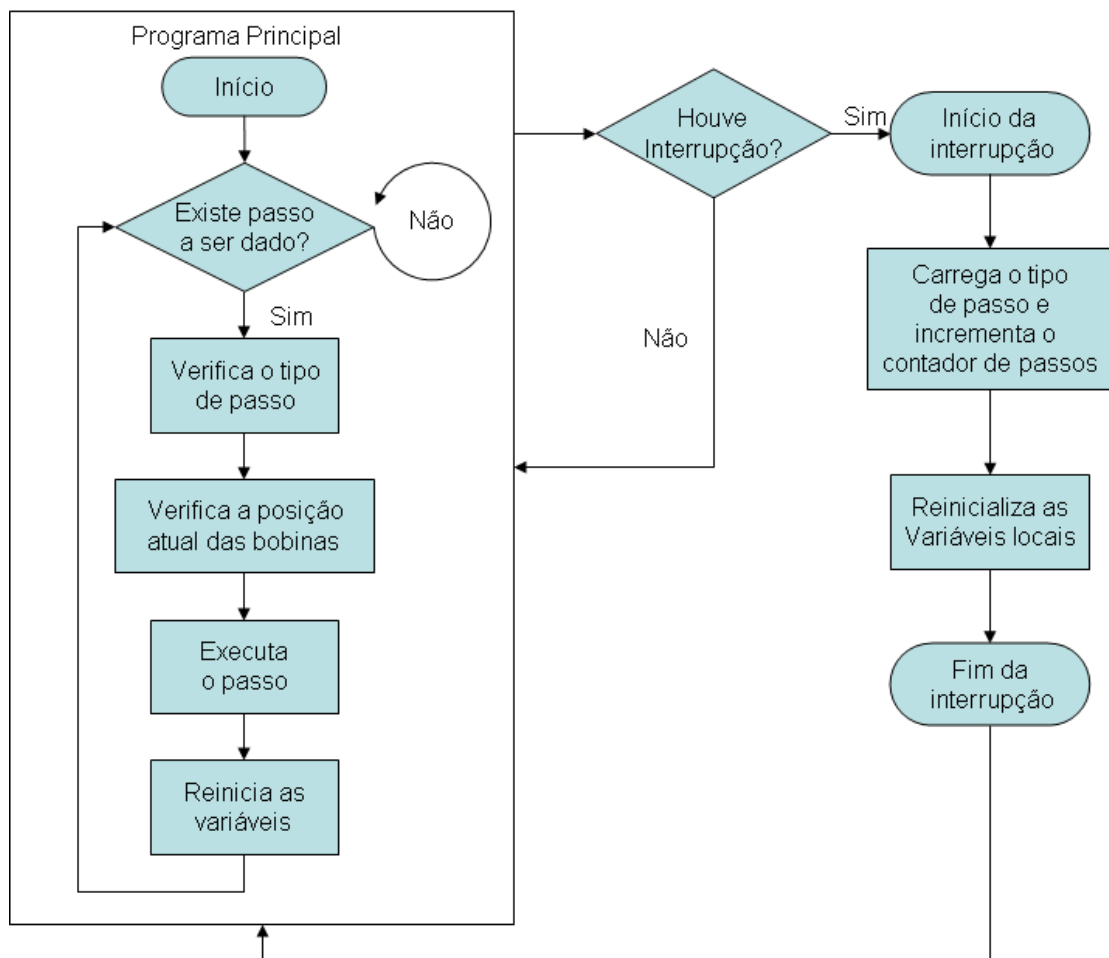 Programa Principal
Início
Existe passo
a ser dado?
Não
Sim
Verifica o tipo
de passo
Verifica a posição
atual das bobinas
Executa
o passo
Reinicia as
variáveis
Houve
Interrupção?
Sim
Não
Início da
interrupção
Carrega o tipo
de passo e
incrementa o
contador de passos
Reinicializa as
Variáveis locais
Fim da
interrupção